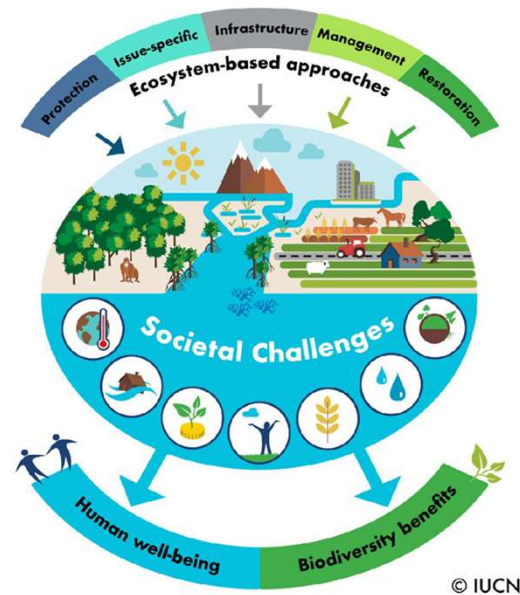 Protection
Issue-specific
Infrastructure
Management
Restoration
Ecosystem-based approaches
Societal Challenges
Human well-being
Biodiversity benefits
© IUCN